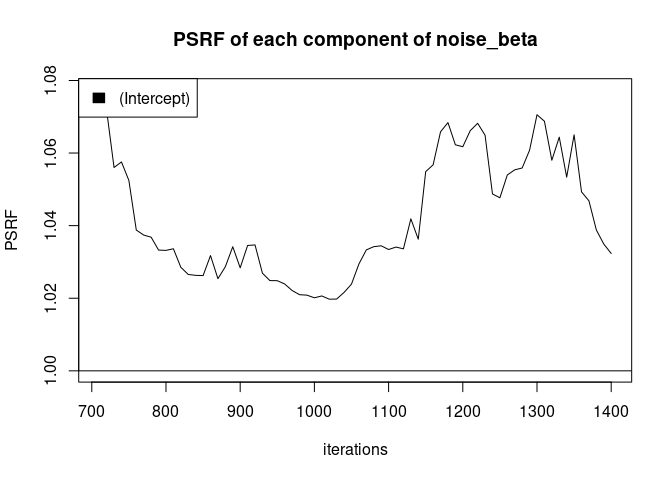 PSRF of each component of noise_beta
(Intercept)
PSRF
1.08
1.06
1.04
1.02
1.00
700 800 900 1000 1100 1200 1300 1400
iterations